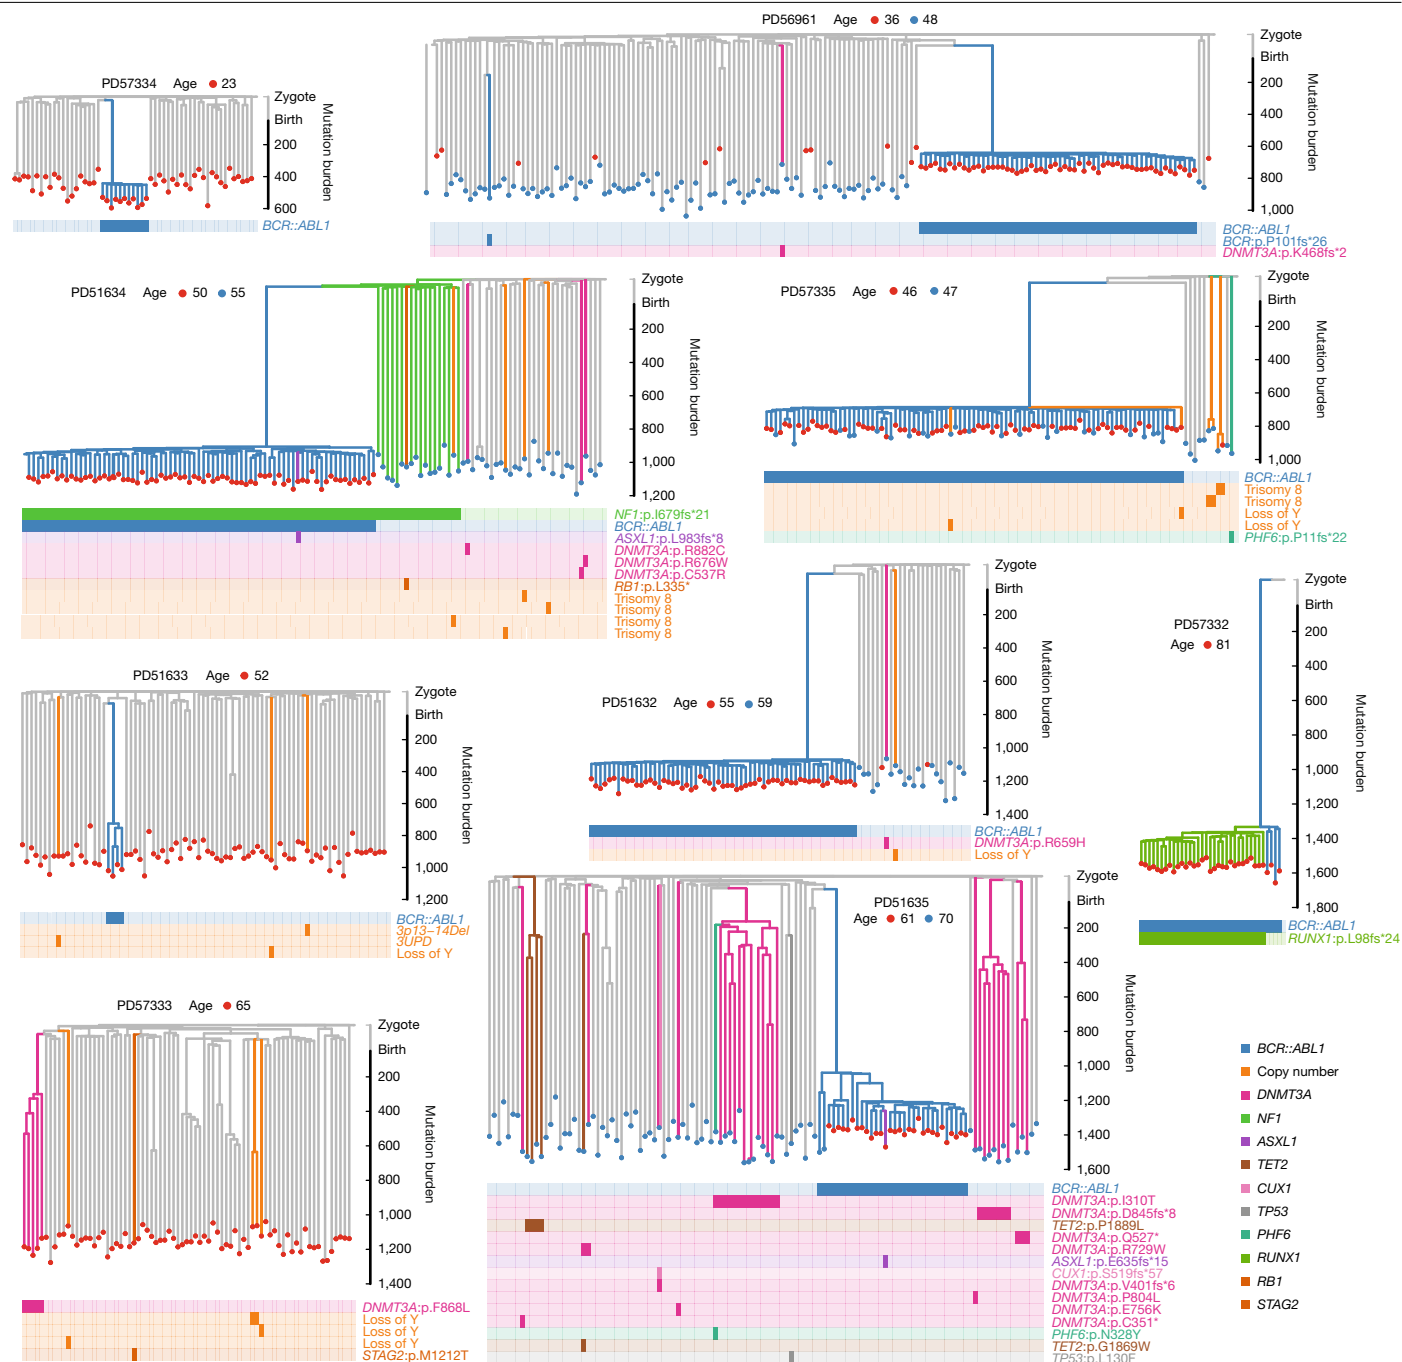 PD56961 Age 36 48
Zygote
Birth
200
400
600
800
1,000
Mutation burden
BCR::ABL1
BCR:p.P101fs*26
DNMT3A:p.K468fs*2
PD57334 Age 23
Zygote
Birth
200
400
600
Mutation burden
BCR::ABL1
PD51634 Age 50 55
Zygote
Birth
200
400
600
800
1,000
1,200
Mutation burden
NF1:p.I679fs*21
BCR::ABL1
ASXL1:p.L983fs*8
DNMT3A:p.R882C
DNMT3A:p.R676W
DNMT3A:p.C537R
RB1:p.L335*
Trisomy 8
Trisomy 8
Trisomy 8
Trisomy 8
PD57335 Age 46 47
Zygote
Birth
200
400
600
800
1,000
Mutation burden
BCR::ABL1
Trisomy 8
Trisomy 8
Loss of Y
Loss of Y
PHF6:p.P11fs*22
PD51633 Age 52
Zygote
Birth
200
400
600
800
1,000
1,200
Mutation burden
BCR::ABL1
3p13–14Del
3UPD
Loss of Y
PD51632 Age 55 59
Zygote
Birth
200
400
600
800
1,000
1,200
1,400
Mutation burden
BCR::ABL1
DNMT3A:p.R659H
Loss of Y
PD57332
Age 81
Zygote
Birth
200
400
600
800
1,000
1,200
1,400
1,600
1,800
Mutation burden
BCR::ABL1
RUNX1:p.L98fs*24
PD57333 Age 65
Zygote
Birth
200
400
600
800
1,000
1,200
1,400
Mutation burden
DNMT3A:p.F868L
Loss of Y
Loss of Y
Loss of Y
STAG2:p.M1212T
PD51635
Age 61 70
Zygote
Birth
200
400
600
800
1,000
1,200
1,400
1,600
Mutation burden
BCR::ABL1
DNMT3A:p.I310T
DNMT3A:p.D845fs*8
TET2:p.P1889L
DNMT3A:p.Q527*
DNMT3A:p.R729W
ASXL1:p.E635fs*15
CUX1:p.S519fs*57
DNMT3A:p.V401fs*6
DNMT3A:p.P804L
DNMT3A:p.E756K
DNMT3A:p.C351*
PHF6:p.N328Y
TET2:p.G1869W
TP53:p.L130F
BCR::ABL1
Copy number
DNMT3A
NF1
ASXL1
TET2
CUX1
TP53
PHF6
RUNX1
RB1
STAG2